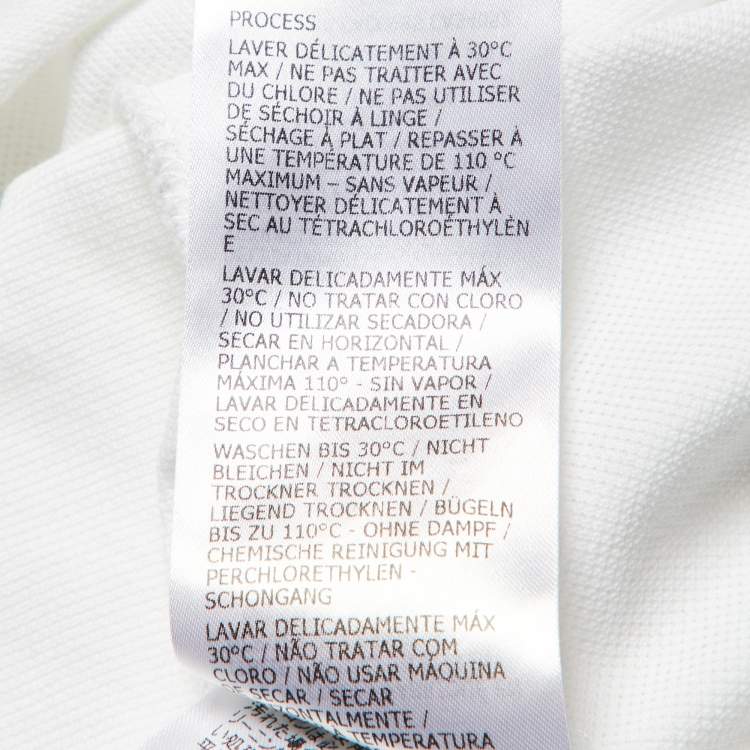 PROCESS
LAVER DÉLICATEMENT À 30°C
MAX / NE PAS TRAITER AVEC
DU CHLORE / NE PAS UTILISER
DE SÉCHOIR À LINGE /
SÉCHAGE À PLAT / REPASSER À
UNE TEMPÉRATURE DE 110 °C
MAXIMUM – SANS VAPEUR /
NETTOYER DÉLICATEMENT À
SEC AU TÉTRACHLOROÉTHYLÈN
E
LAVAR DELICADAMENTE MÁX
30°C / NO TRATAR CON CLORO
/ NO UTILIZAR SECADORA /
SECAR EN HORIZONTAL /
PLANCHAR A TEMPERATURA
MÁXIMA 110° - SIN VAPOR /
LAVAR DELICADAMENTE EN
SECO EN TETRACLOROETILENO
WASCHEN BIS 30°C / NICHT
BLEICHEN / NICHT IM
TROCKNER TROCKNEN /
LIEGEND TROCKNEN / BÜGELN
BIS ZU 110°C - OHNE DAMPF /
CHEMISCHE REINIGUNG MIT
PERCHLORETHYLEN -
SCHONGANG
LAVAR DELICADAMENTE MÁX
30°C / NÃO TRATAR COM
CLORO / NÃO USAR MÁQUINA
SECAR / SECAR
ONTALMENTE /
EMPERATURA